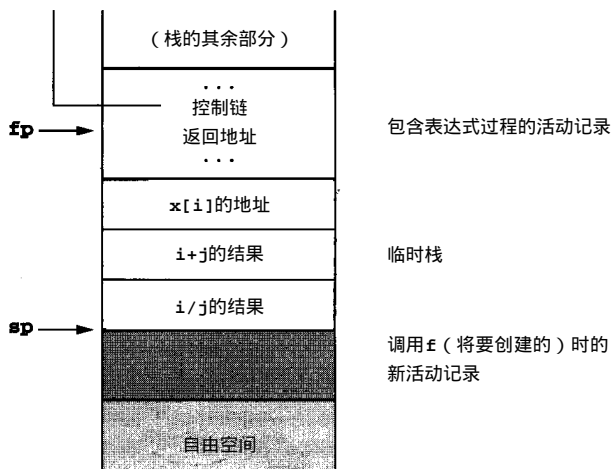 （栈的其余部分）
...
控制链
fp
返回地址
...
包含表达式过程的活动记录
x[i]的地址
i+j的结果
临时栈
i/j的结果
sp
调用f（将要创建的）时的
新活动记录
自由空间